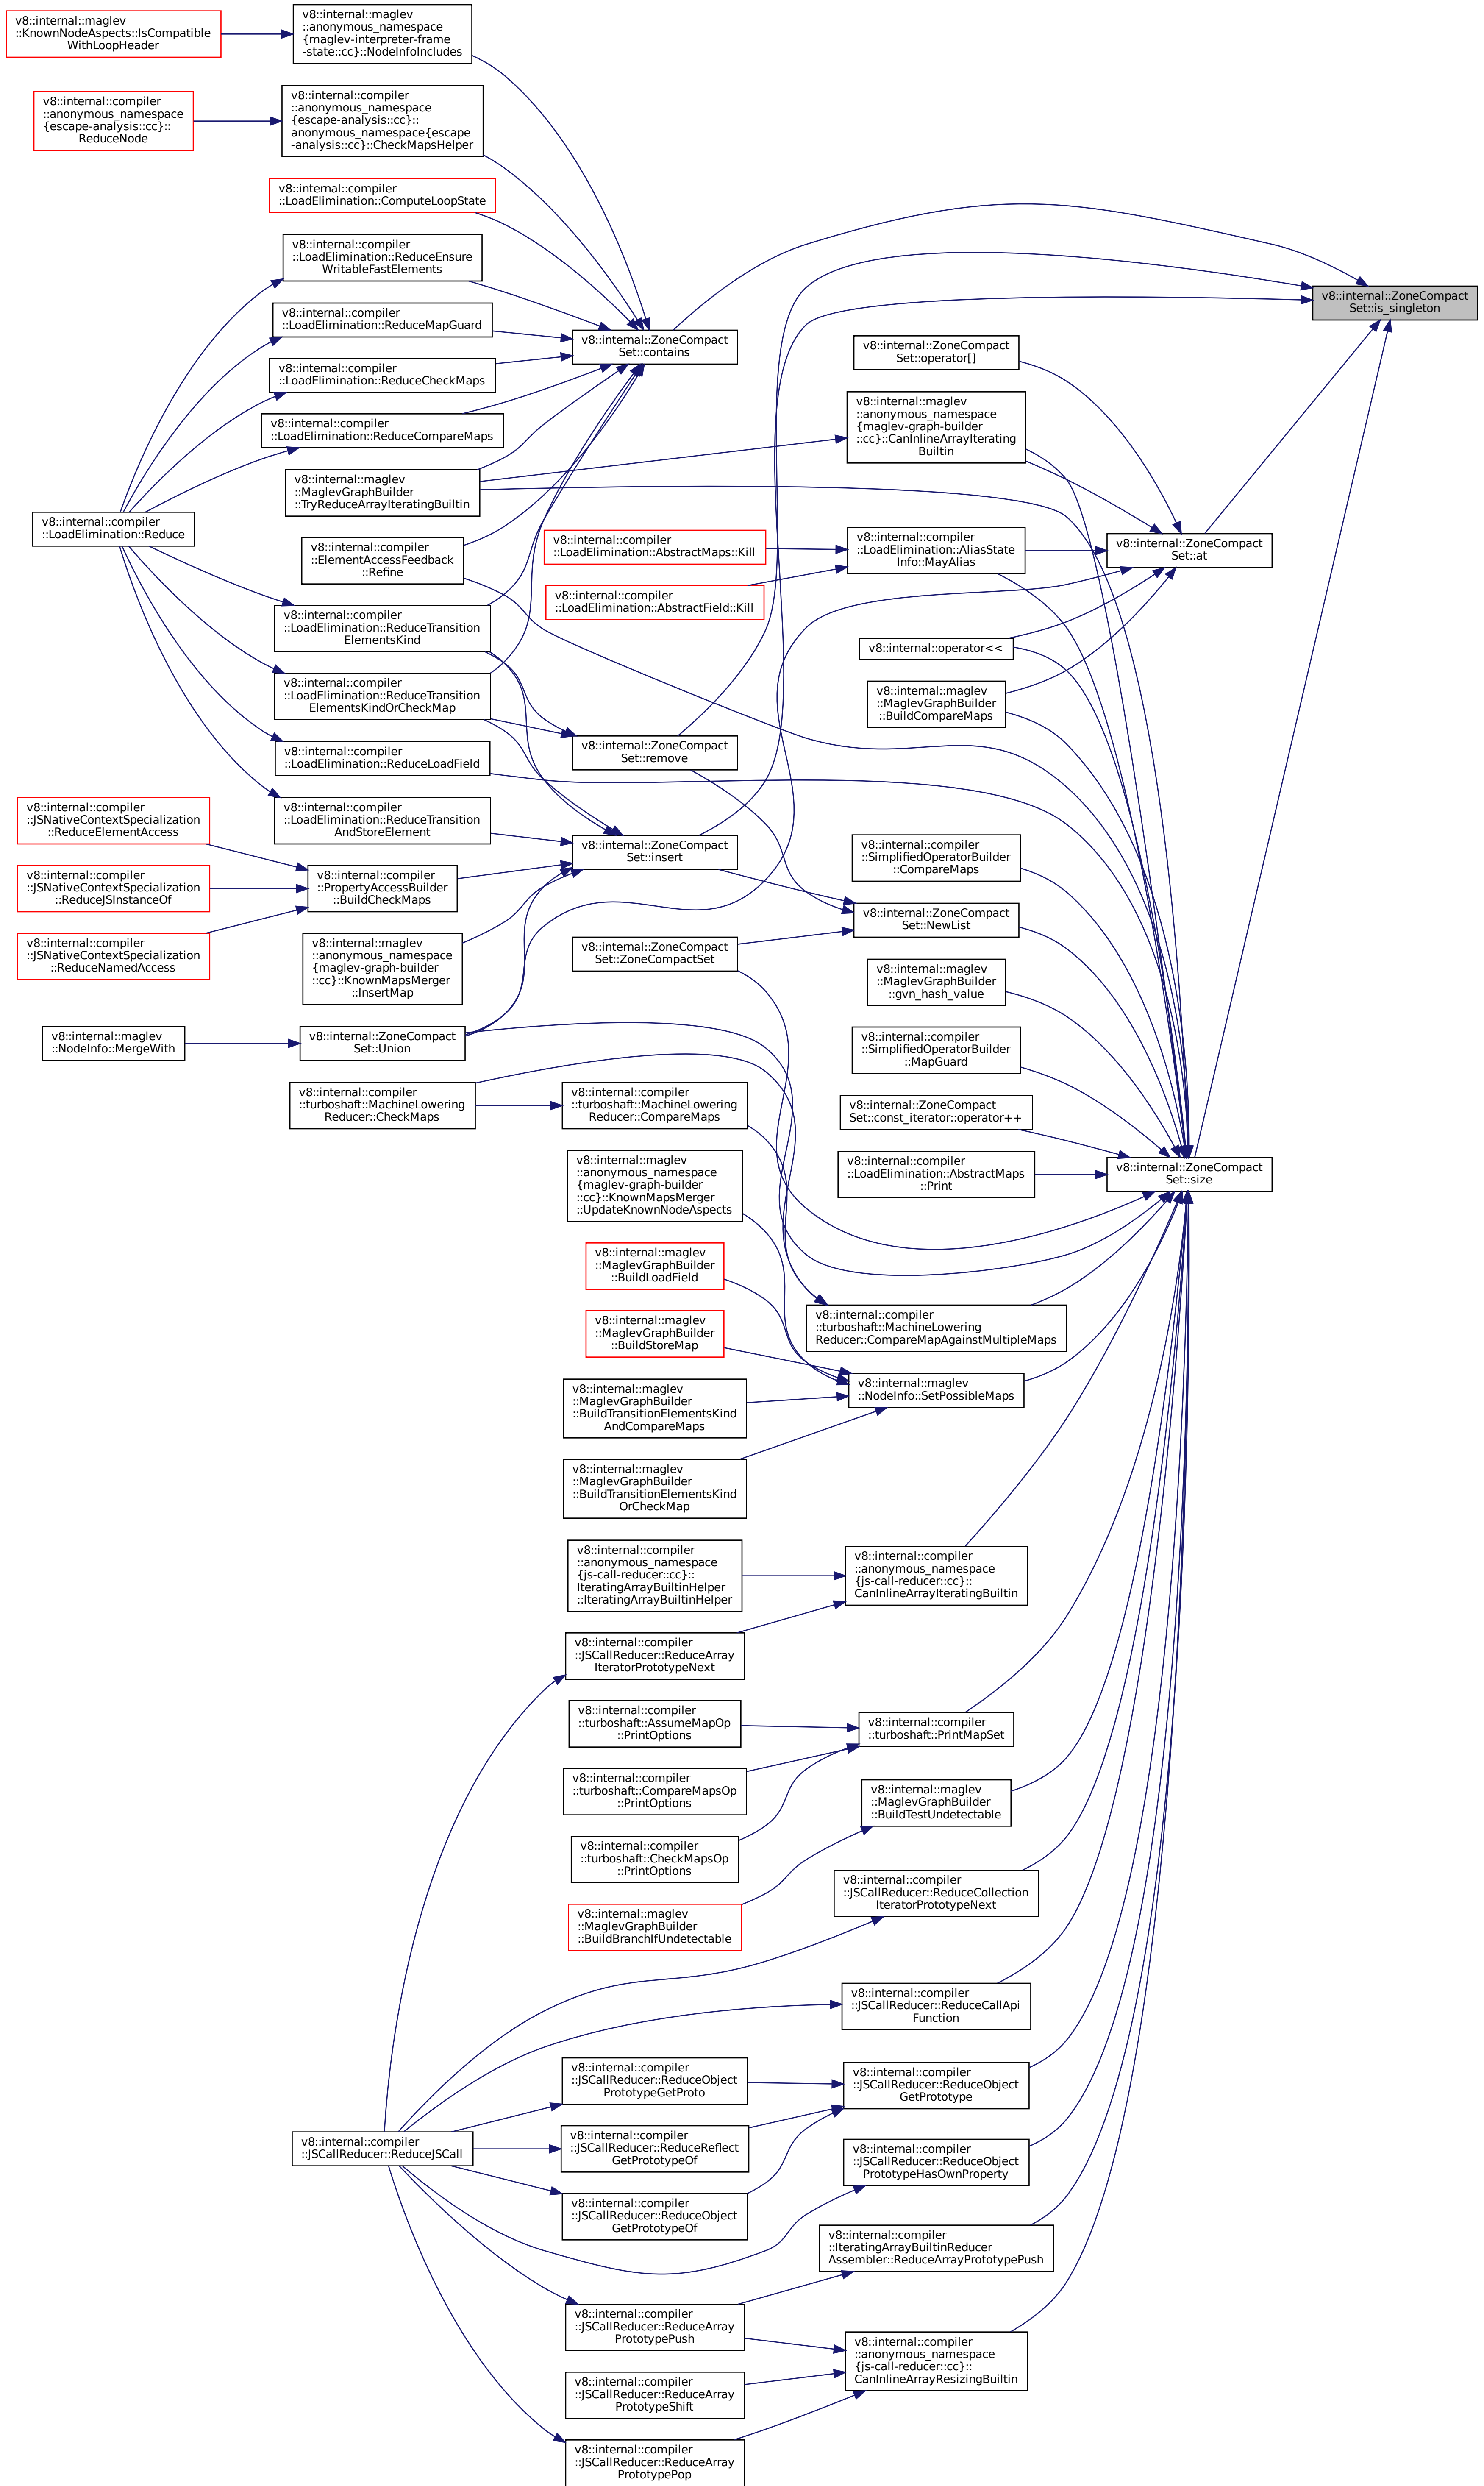 v8::internal::maglev
::KnownNodeAspects::IsCompatible
WithLoopHeader
v8::internal::maglev
::anonymous_namespace
{maglev-interpreter-frame
-state::cc}::NodeInfoIncludes
v8::internal::compiler
::anonymous_namespace
{escape-analysis::cc}::
ReduceNode
v8::internal::compiler
::anonymous_namespace
{escape-analysis::cc}::
anonymous_namespace{escape
-analysis::cc}::CheckMapsHelper
v8::internal::compiler
::LoadElimination::ComputeLoopState
v8::internal::compiler
::LoadElimination::ReduceEnsure
WritableFastElements
v8::internal::ZoneCompact
Set::is_singleton
v8::internal::compiler
::LoadElimination::ReduceMapGuard
v8::internal::ZoneCompact
Set::contains
v8::internal::ZoneCompact
Set::operator[]
v8::internal::compiler
::LoadElimination::ReduceCheckMaps
v8::internal::compiler
::LoadElimination::ReduceCompareMaps
v8::internal::maglev
::anonymous_namespace
{maglev-graph-builder
::cc}::CanInlineArrayIterating
Builtin
v8::internal::maglev
::MaglevGraphBuilder
::TryReduceArrayIteratingBuiltin
v8::internal::compiler
::LoadElimination::Reduce
v8::internal::compiler
::ElementAccessFeedback
::Refine
v8::internal::compiler
::LoadElimination::AbstractMaps::Kill
v8::internal::compiler
::LoadElimination::AliasState
Info::MayAlias
v8::internal::ZoneCompact
Set::at
v8::internal::compiler
::LoadElimination::AbstractField::Kill
v8::internal::compiler
::LoadElimination::ReduceTransition
ElementsKind
v8::internal::operator<<
v8::internal::compiler
::LoadElimination::ReduceTransition
ElementsKindOrCheckMap
v8::internal::maglev
::MaglevGraphBuilder
::BuildCompareMaps
v8::internal::compiler
::LoadElimination::ReduceLoadField
v8::internal::ZoneCompact
Set::remove
v8::internal::compiler
::JSNativeContextSpecialization
::ReduceElementAccess
v8::internal::compiler
::LoadElimination::ReduceTransition
AndStoreElement
v8::internal::ZoneCompact
Set::insert
v8::internal::compiler
::SimplifiedOperatorBuilder
::CompareMaps
v8::internal::compiler
::JSNativeContextSpecialization
::ReduceJSInstanceOf
v8::internal::compiler
::PropertyAccessBuilder
::BuildCheckMaps
v8::internal::ZoneCompact
Set::NewList
v8::internal::compiler
::JSNativeContextSpecialization
::ReduceNamedAccess
v8::internal::maglev
::anonymous_namespace
{maglev-graph-builder
::cc}::KnownMapsMerger
::InsertMap
v8::internal::ZoneCompact
Set::ZoneCompactSet
v8::internal::maglev
::MaglevGraphBuilder
::gvn_hash_value
v8::internal::maglev
::NodeInfo::MergeWith
v8::internal::ZoneCompact
Set::Union
v8::internal::compiler
::SimplifiedOperatorBuilder
::MapGuard
v8::internal::compiler
::turboshaft::MachineLowering
Reducer::CheckMaps
v8::internal::compiler
::turboshaft::MachineLowering
Reducer::CompareMaps
v8::internal::ZoneCompact
Set::const_iterator::operator++
v8::internal::maglev
::anonymous_namespace
{maglev-graph-builder
::cc}::KnownMapsMerger
::UpdateKnownNodeAspects
v8::internal::compiler
::LoadElimination::AbstractMaps
::Print
v8::internal::ZoneCompact
Set::size
v8::internal::maglev
::MaglevGraphBuilder
::BuildLoadField
v8::internal::maglev
::MaglevGraphBuilder
::BuildStoreMap
v8::internal::compiler
::turboshaft::MachineLowering
Reducer::CompareMapAgainstMultipleMaps
v8::internal::maglev
::MaglevGraphBuilder
::BuildTransitionElementsKind
AndCompareMaps
v8::internal::maglev
::NodeInfo::SetPossibleMaps
v8::internal::maglev
::MaglevGraphBuilder
::BuildTransitionElementsKind
OrCheckMap
v8::internal::compiler
::anonymous_namespace
{js-call-reducer::cc}::
IteratingArrayBuiltinHelper
::IteratingArrayBuiltinHelper
v8::internal::compiler
::anonymous_namespace
{js-call-reducer::cc}::
CanInlineArrayIteratingBuiltin
v8::internal::compiler
::JSCallReducer::ReduceArray
IteratorPrototypeNext
v8::internal::compiler
::turboshaft::AssumeMapOp
::PrintOptions
v8::internal::compiler
::turboshaft::PrintMapSet
v8::internal::compiler
::turboshaft::CompareMapsOp
::PrintOptions
v8::internal::maglev
::MaglevGraphBuilder
::BuildTestUndetectable
v8::internal::compiler
::turboshaft::CheckMapsOp
::PrintOptions
v8::internal::compiler
::JSCallReducer::ReduceCollection
IteratorPrototypeNext
v8::internal::maglev
::MaglevGraphBuilder
::BuildBranchIfUndetectable
v8::internal::compiler
::JSCallReducer::ReduceCallApi
Function
v8::internal::compiler
::JSCallReducer::ReduceObject
PrototypeGetProto
v8::internal::compiler
::JSCallReducer::ReduceObject
GetPrototype
v8::internal::compiler
::JSCallReducer::ReduceJSCall
v8::internal::compiler
::JSCallReducer::ReduceReflect
GetPrototypeOf
v8::internal::compiler
::JSCallReducer::ReduceObject
PrototypeHasOwnProperty
v8::internal::compiler
::JSCallReducer::ReduceObject
GetPrototypeOf
v8::internal::compiler
::IteratingArrayBuiltinReducer
Assembler::ReduceArrayPrototypePush
v8::internal::compiler
::JSCallReducer::ReduceArray
PrototypePush
v8::internal::compiler
::anonymous_namespace
{js-call-reducer::cc}::
CanInlineArrayResizingBuiltin
v8::internal::compiler
::JSCallReducer::ReduceArray
PrototypeShift
v8::internal::compiler
::JSCallReducer::ReduceArray
PrototypePop